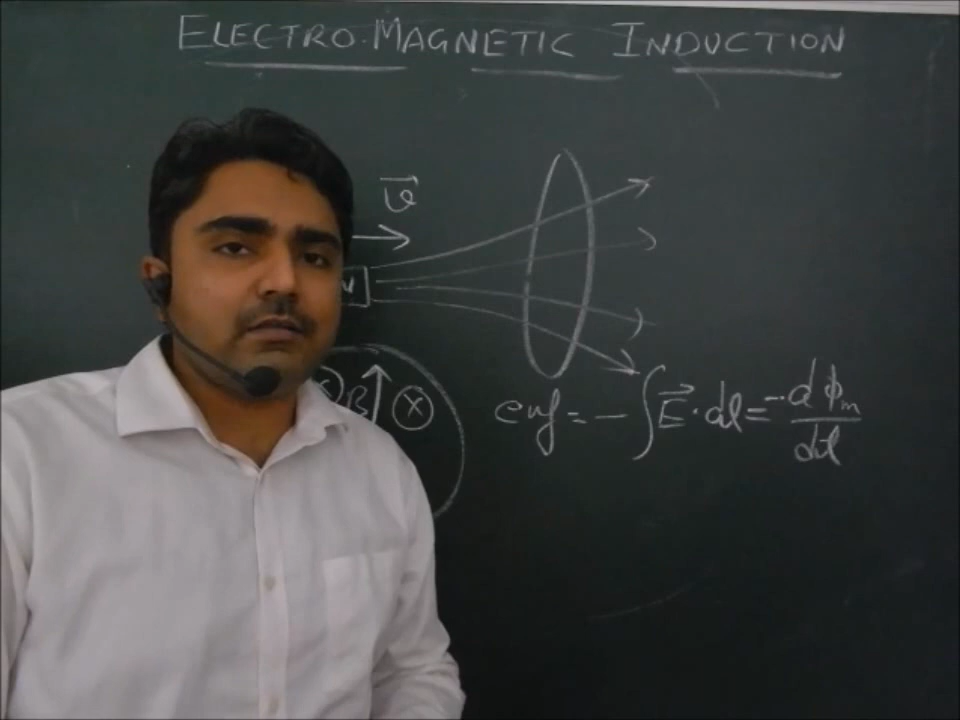 ELECTRO-MAGNETIC INDUCTION
v⃗
N
B ⊗
emf = - ∫ E⃗ · dl = - dϕₘ/dt